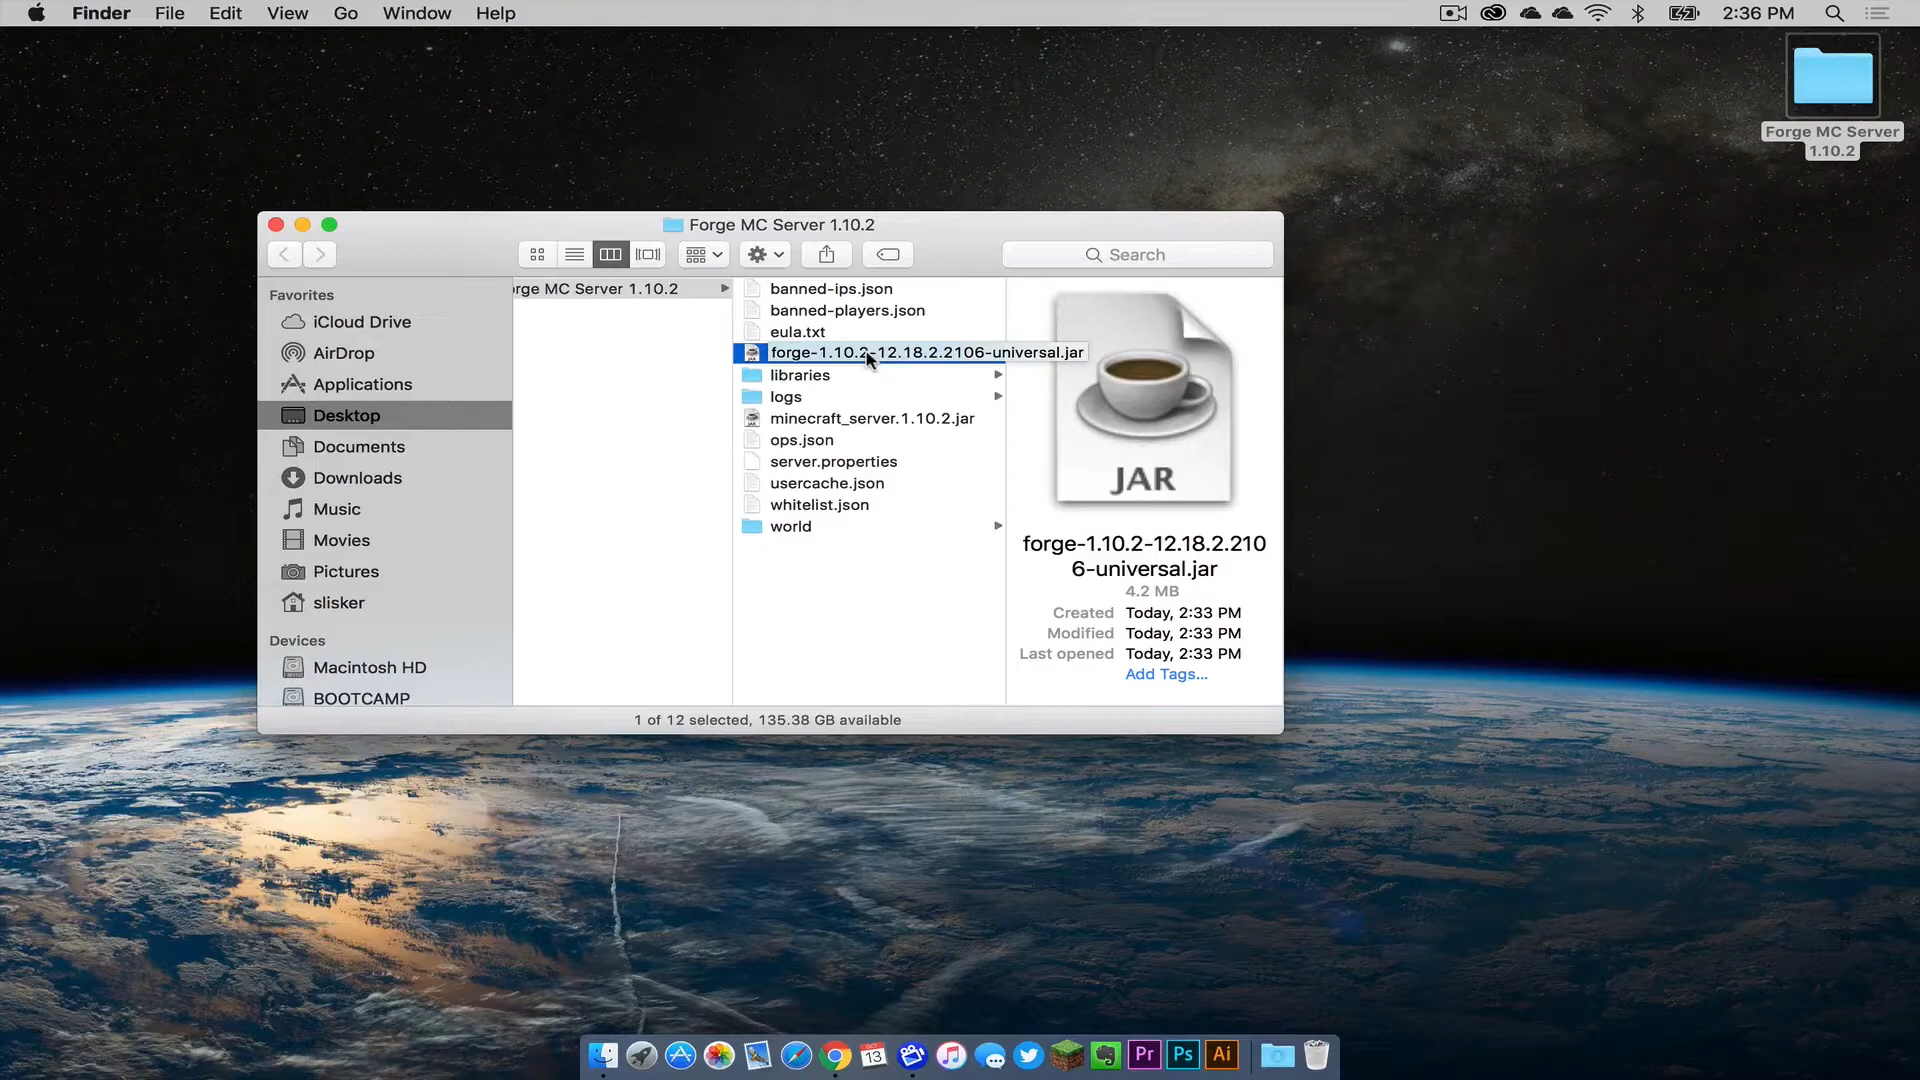 Finder File Edit View Go Window Help 2:36 PM
Forge MC Server
1.10.2
Forge MC Server 1.10.2
Search
Favorites
iCloud Drive
AirDrop
Applications
Desktop
Documents
Downloads
Music
Movies
Pictures
slisker
Devices
Macintosh HD
BOOTCAMP
orge MC Server 1.10.2
banned-ips.json
banned-players.json
eula.txt
forge-1.10.2-12.18.2.2106-universal.jar
libraries
logs
minecraft_server.1.10.2.jar
ops.json
server.properties
usercache.json
whitelist.json
world
JAR
forge-1.10.2-12.18.2.210
6-universal.jar
4.2 MB
Created Today, 2:33 PM
Modified Today, 2:33 PM
Last opened Today, 2:33 PM
Add Tags...
1 of 12 selected, 135.38 GB available
OCT
13
Pr
Ps
Ai